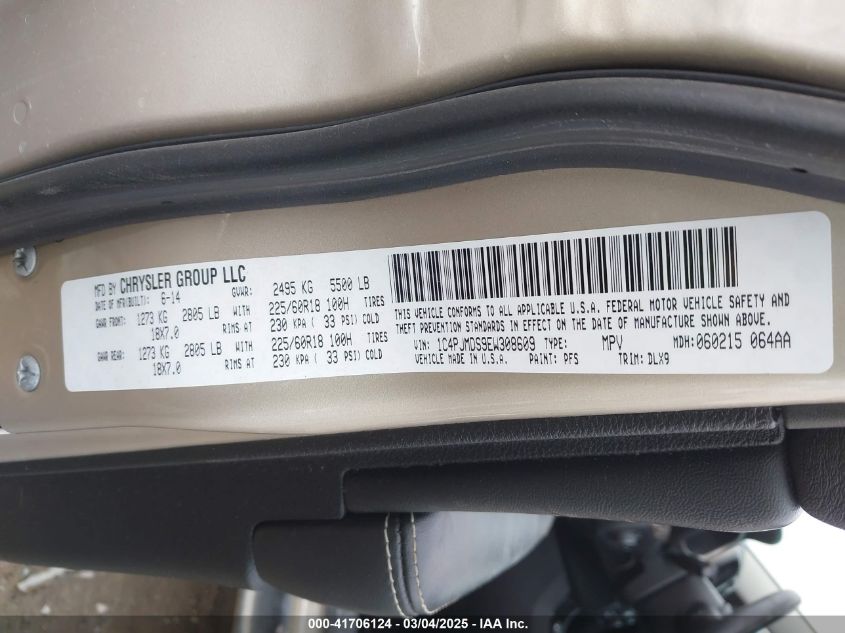 MFD BY CHRYSLER GROUP LLC
DATE OF MFR(BUILT): 6-14 GVWR: 2495 KG 5500 LB
GAWR FRONT: 1273 KG 2805 LB WITH 225/60R18 100H TIRES
18X7.0 RIMS AT 230 KPA ( 33 PSI) COLD
GAWR REAR: 1273 KG 2805 LB WITH 225/60R18 100H TIRES
18X7.0 RIMS AT 230 KPA ( 33 PSI) COLD
THIS VEHICLE CONFORMS TO ALL APPLICABLE U.S.A. FEDERAL MOTOR VEHICLE SAFETY AND
THEFT PREVENTION STANDARDS IN EFFECT ON THE DATE OF MANUFACTURE SHOWN ABOVE.
VIN: 1C4PJMDS9EW308609 TYPE: MPV MDH: 060215 064AA
VEHICLE MADE IN U.S.A. PAINT: PFS TRIM: DLX9
000-41706124 - 03/04/2025 - IAA Inc.